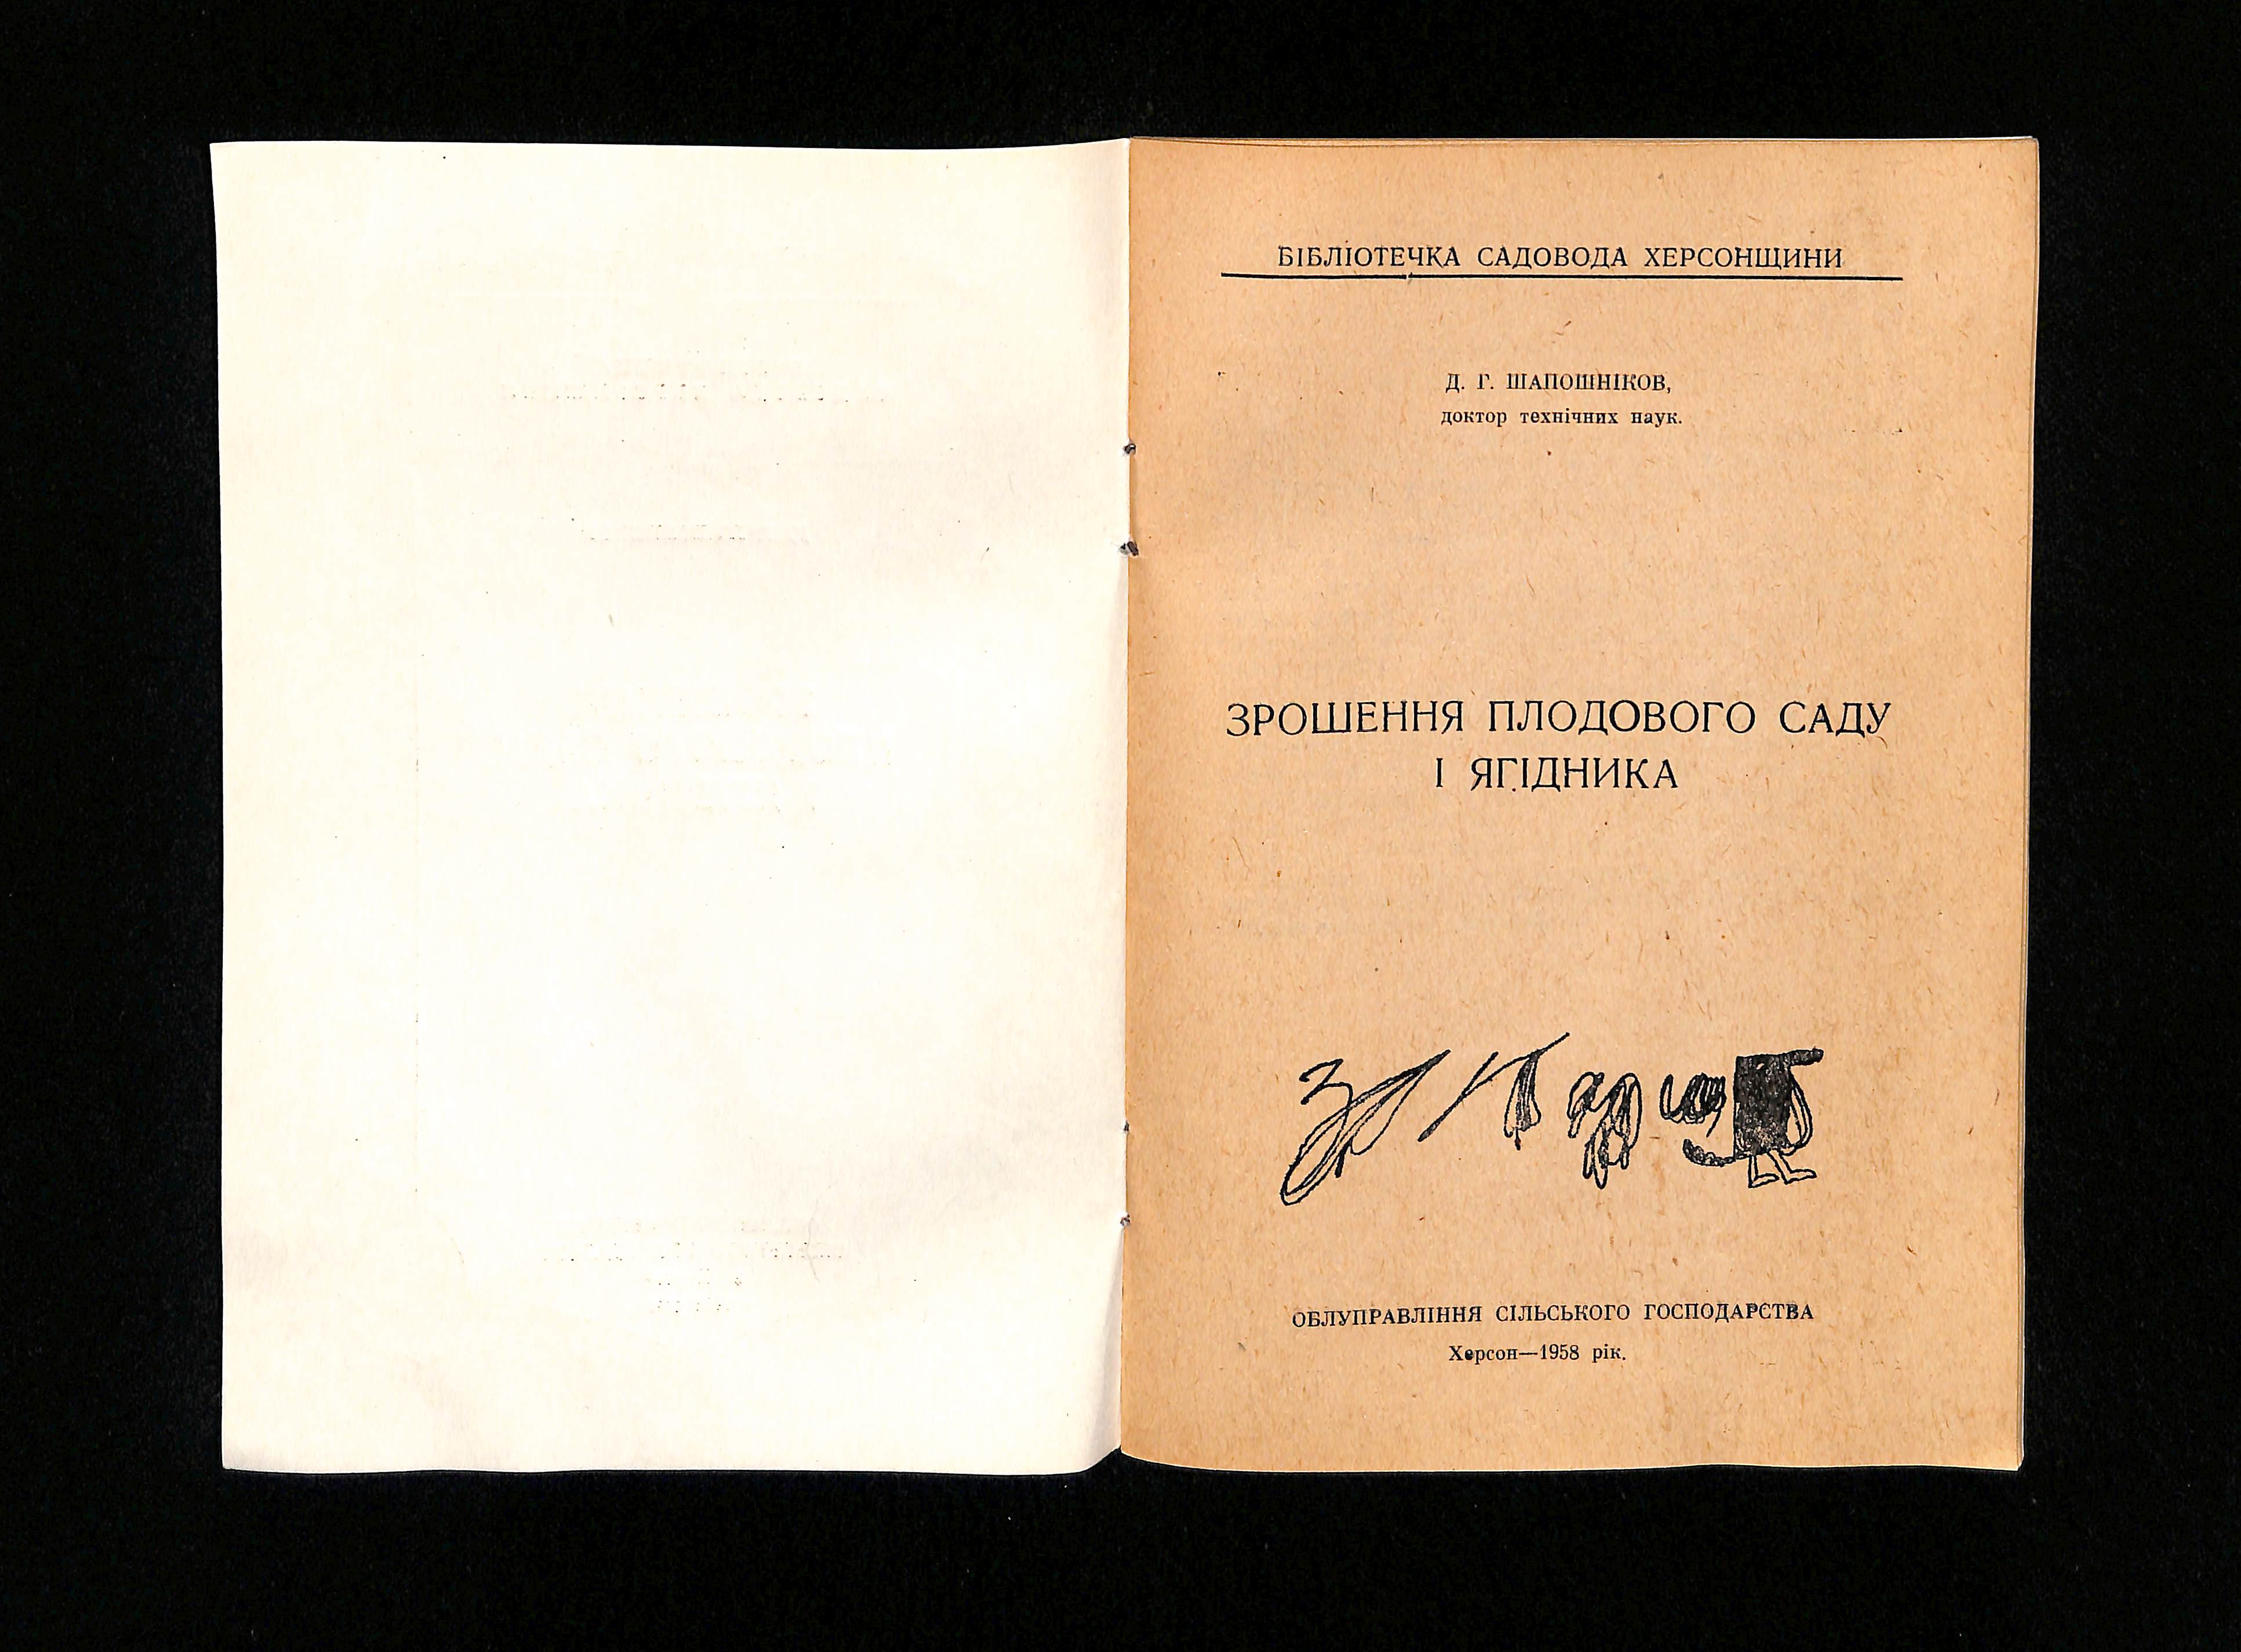 БІБЛІОТЕЧКА САДОВОДА ХЕРСОНЩИНИ
Д. Г. ШАПОШНІКОВ,
доктор технічних наук.
ЗРОШЕННЯ ПЛОДОВОГО САДУ
І ЯГІДНИКА
ОБЛУПРАВЛІННЯ СІЛЬСЬКОГО ГОСПОДАРСТВА
Херсон—1958 рік.